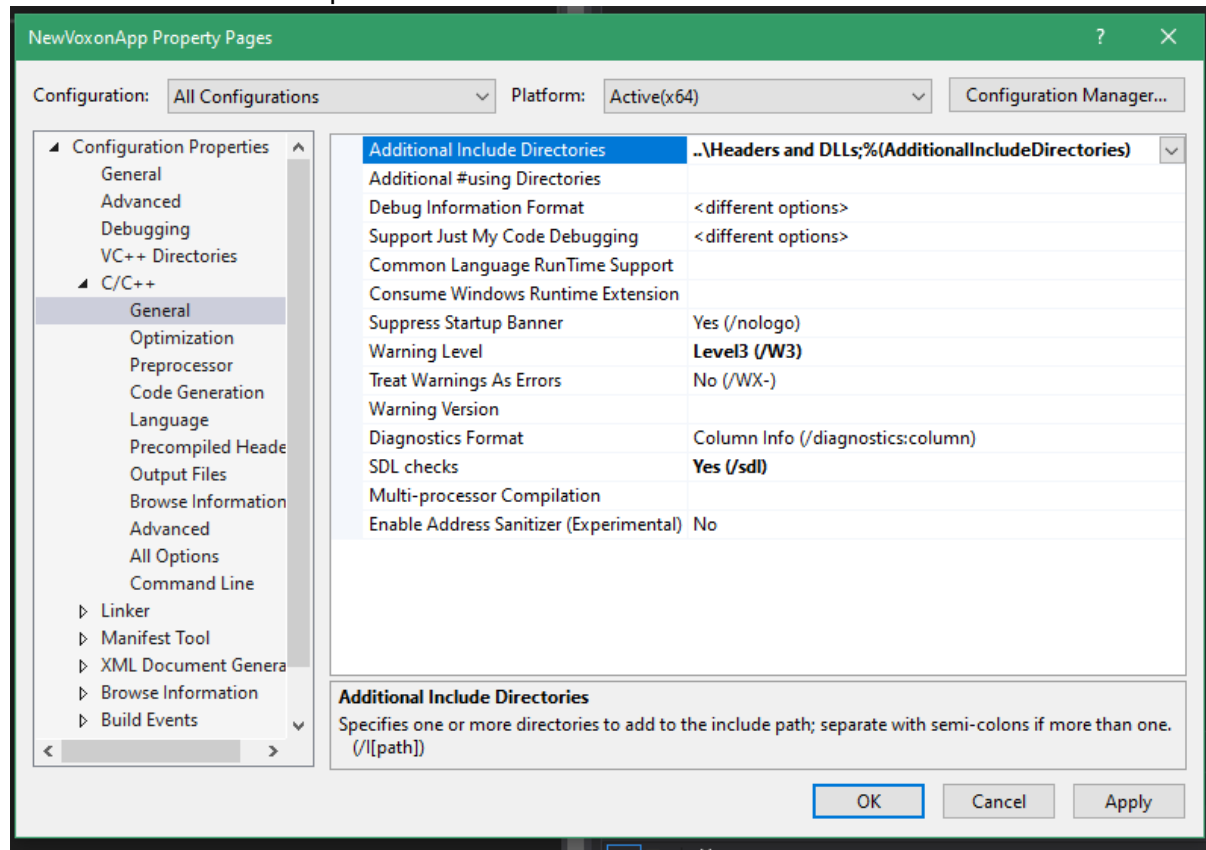 NewVoxonApp Property Pages ? ×
Configuration: All Configurations Platform: Active(x64) Configuration Manager...
Configuration Properties
General
Advanced
Debugging
VC++ Directories
C/C++
General
Optimization
Preprocessor
Code Generation
Language
Precompiled Heade
Output Files
Browse Information
Advanced
All Options
Command Line
Linker
Manifest Tool
XML Document Genera
Browse Information
Build Events
Additional Include Directories ..\Headers and DLLs;%(AdditionalIncludeDirectories)
Additional #using Directories
Debug Information Format <different options>
Support Just My Code Debugging <different options>
Common Language RunTime Support
Consume Windows Runtime Extension
Suppress Startup Banner Yes (/nologo)
Warning Level Level3 (/W3)
Treat Warnings As Errors No (/WX-)
Warning Version
Diagnostics Format Column Info (/diagnostics:column)
SDL checks Yes (/sdl)
Multi-processor Compilation
Enable Address Sanitizer (Experimental) No
Additional Include Directories
Specifies one or more directories to add to the include path; separate with semi-colons if more than one.
(/I[path])
OK Cancel Apply